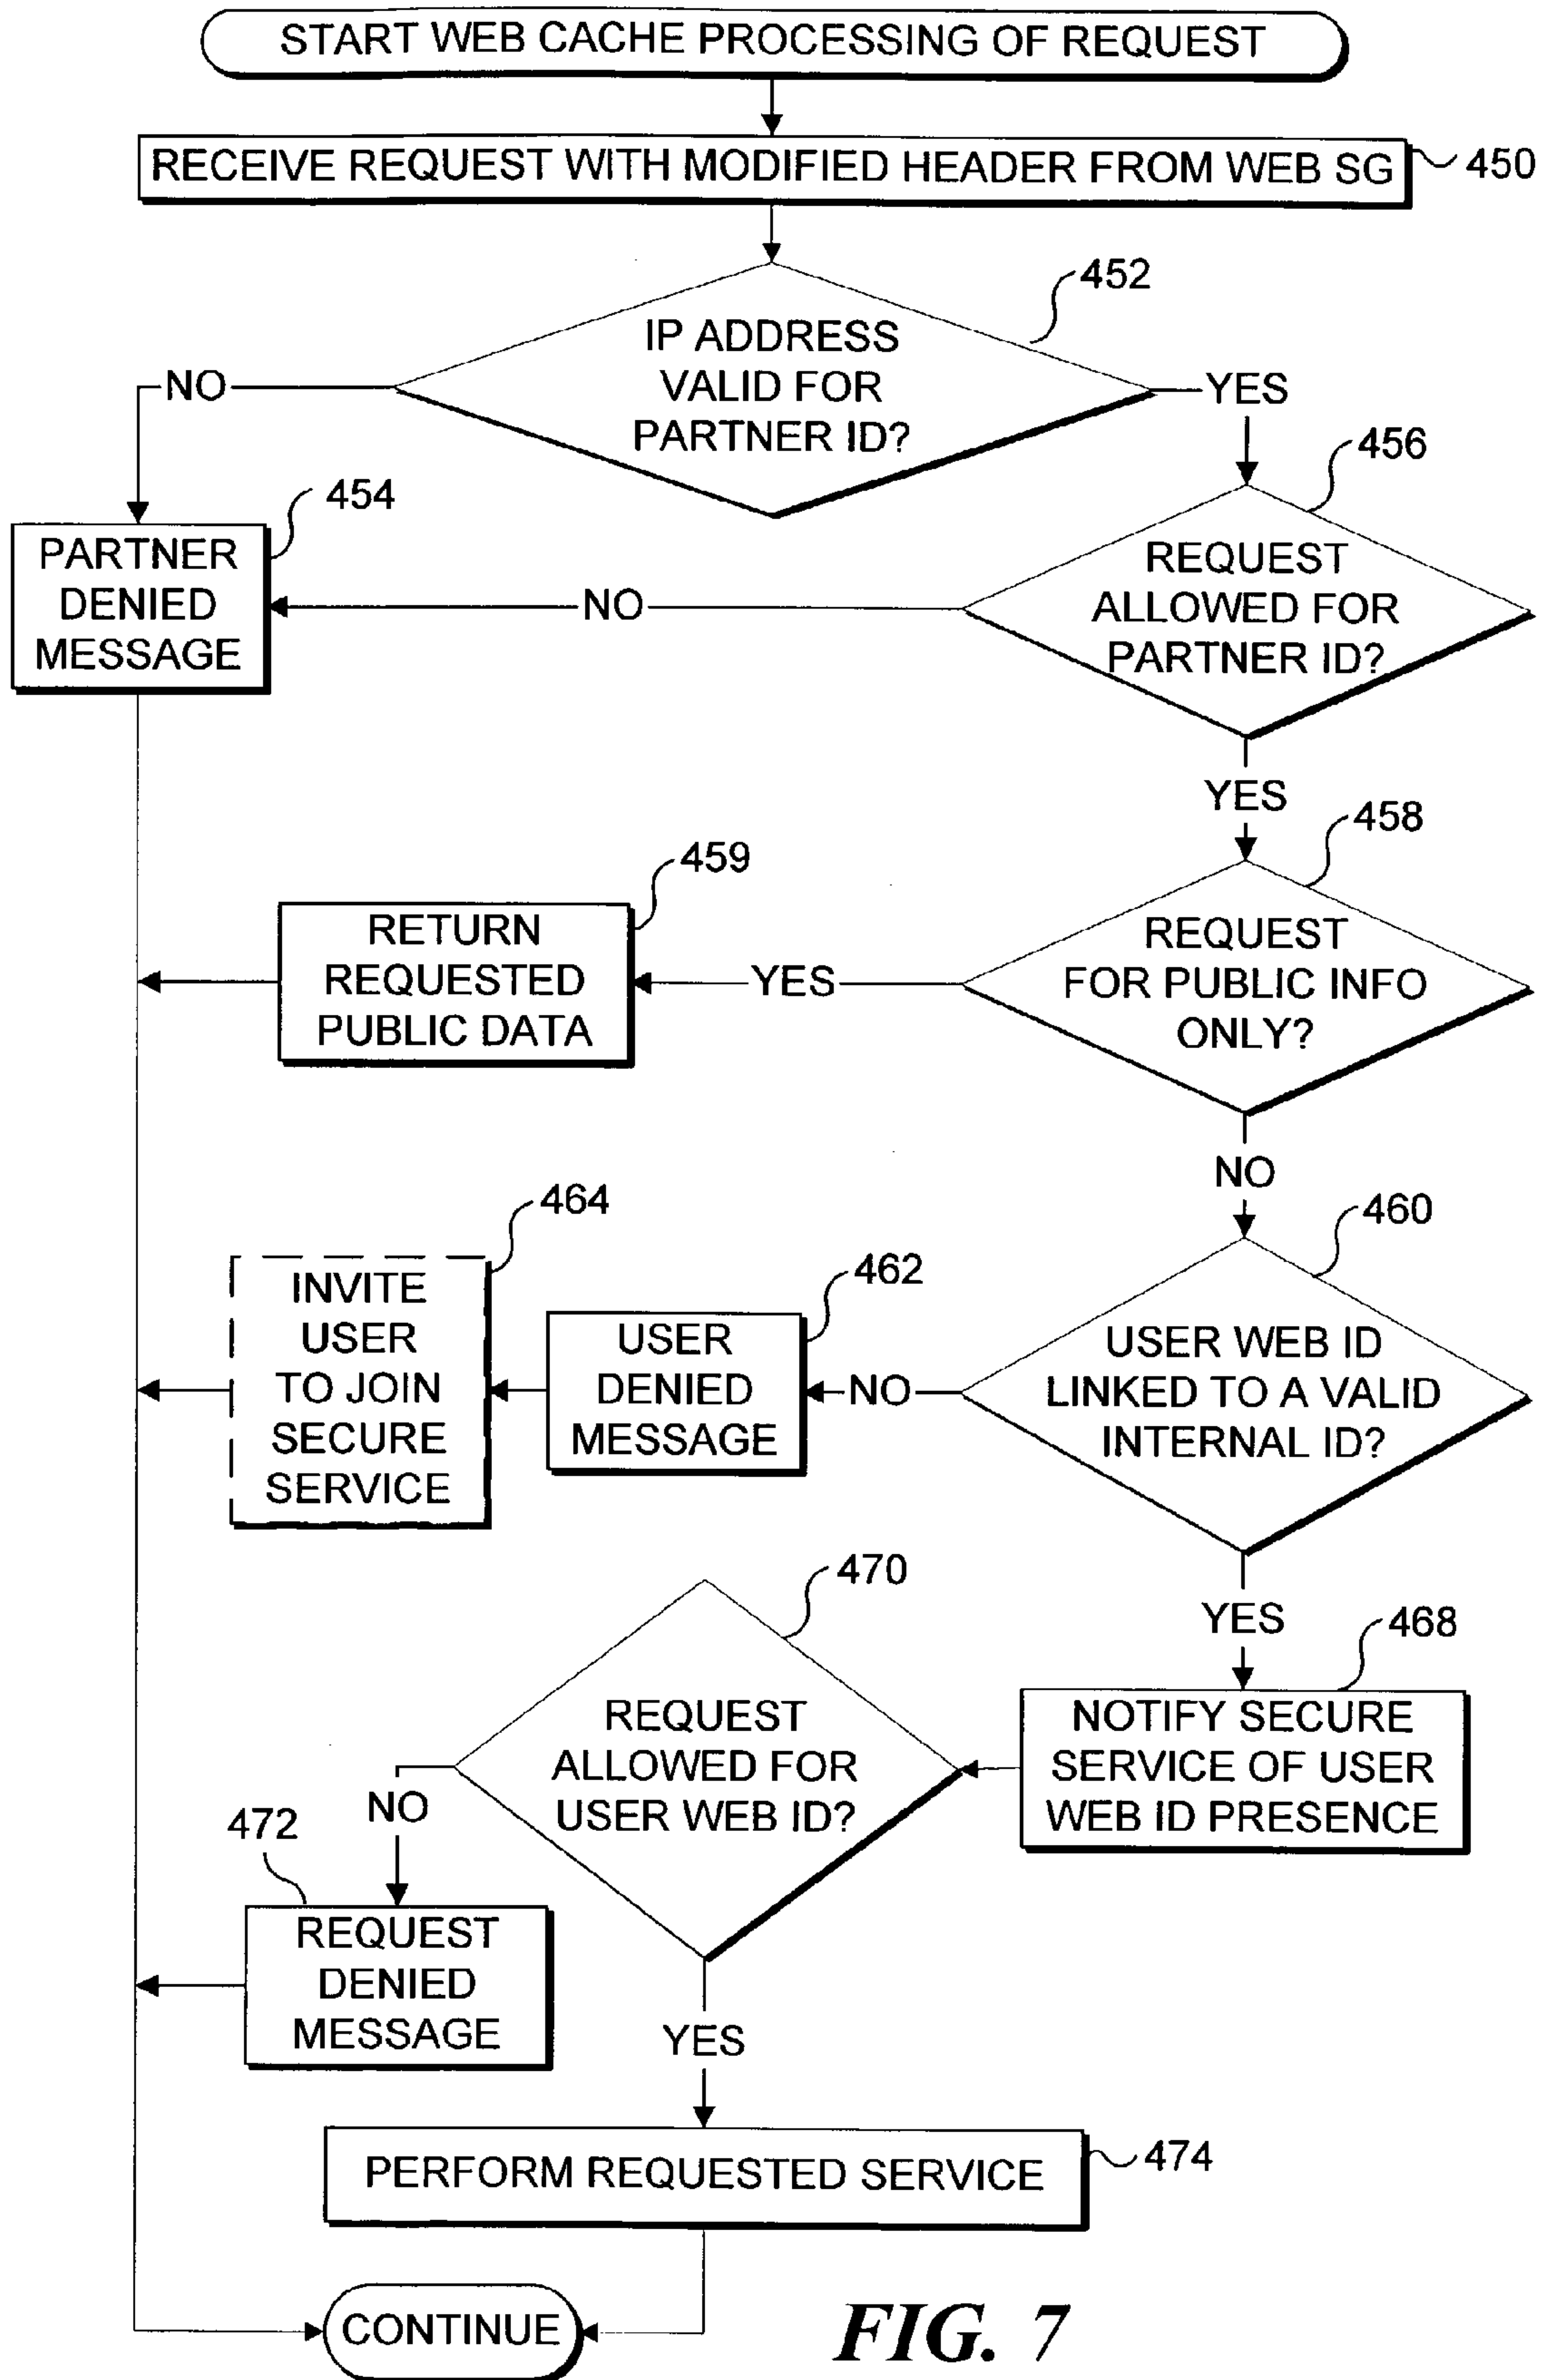 START WEB CACHE PROCESSING OF REQUEST
RECEIVE REQUEST WITH MODIFIED HEADER FROM WEB SG
450
452
IP ADDRESS
VALID FOR
PARTNER ID?
NO
YES
454
456
PARTNER
DENIED
MESSAGE
REQUEST
ALLOWED FOR
PARTNER ID?
NO
YES
458
459
RETURN
REQUESTED
PUBLIC DATA
YES
REQUEST
FOR PUBLIC INFO
ONLY?
NO
460
464
462
INVITE
USER
TO JOIN
SECURE
SERVICE
USER
DENIED
MESSAGE
NO
USER WEB ID
LINKED TO A VALID
INTERNAL ID?
YES
470
468
REQUEST
ALLOWED FOR
USER WEB ID?
NOTIFY SECURE
SERVICE OF USER
WEB ID PRESENCE
NO
472
REQUEST
DENIED
MESSAGE
YES
PERFORM REQUESTED SERVICE
474
CONTINUE
FIG. 7